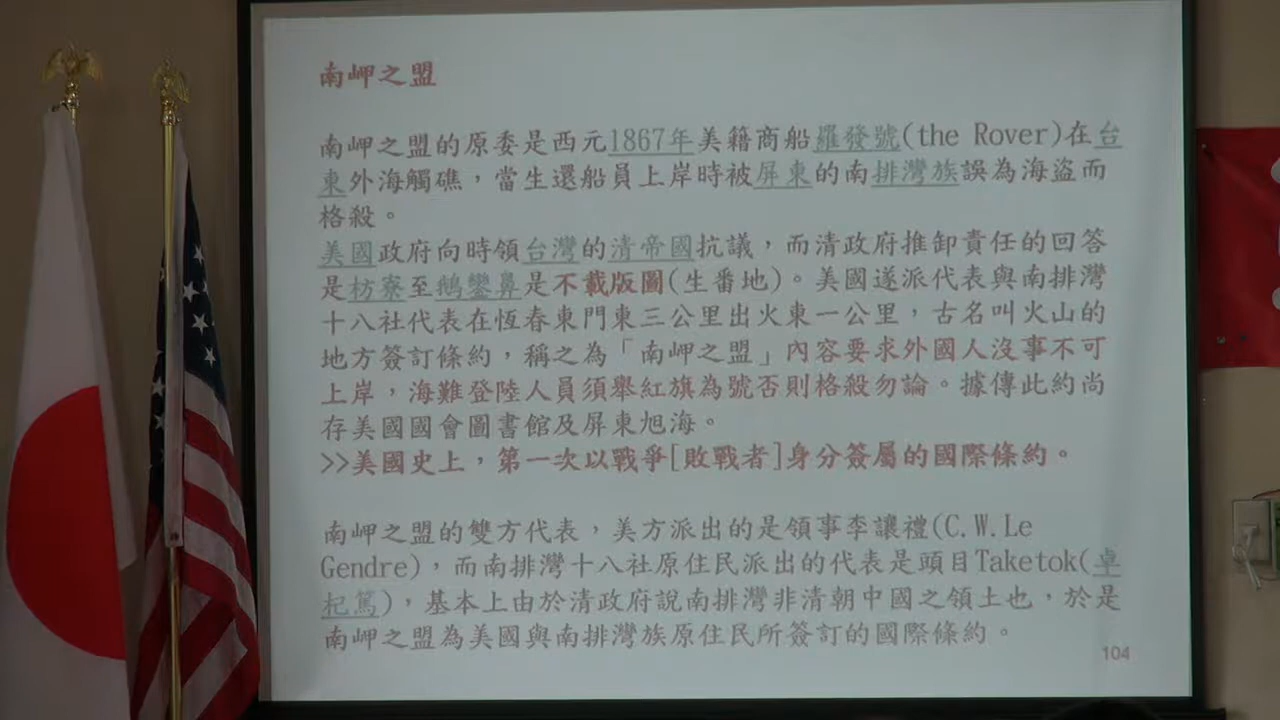 南岬之盟
南岬之盟的原委是西元1867年美籍商船羅發號(the Rover)在台
東外海觸礁，當生還船員上岸時被屏東的南排灣族誤為海盜而
格殺。
美國政府向時領台灣的清帝國抗議，而清政府推卸責任的回答
是枋寮至鵝鑾鼻是不載版圖(生番地)。美國遂派代表與南排灣
十八社代表在恆春東門東三公里出火東一公里，古名叫火山的
地方簽訂條約，稱之為「南岬之盟」內容要求外國人沒事不可
上岸，海難登陸人員須舉紅旗為號否則格殺勿論。據傳此約尚
存美國國會圖書館及屏東旭海。
>>美國史上，第一次以戰爭[敗戰者]身分簽屬的國際條約。
南岬之盟的雙方代表，美方派出的是領事李讓禮(C.W.Le
Gendre)，而南排灣十八社原住民派出的代表是頭目Taketok(卓
杞篤)，基本上由於清政府說南排灣非清朝中國之領土也，於是
南岬之盟為美國與南排灣族原住民所簽訂的國際條約。
104